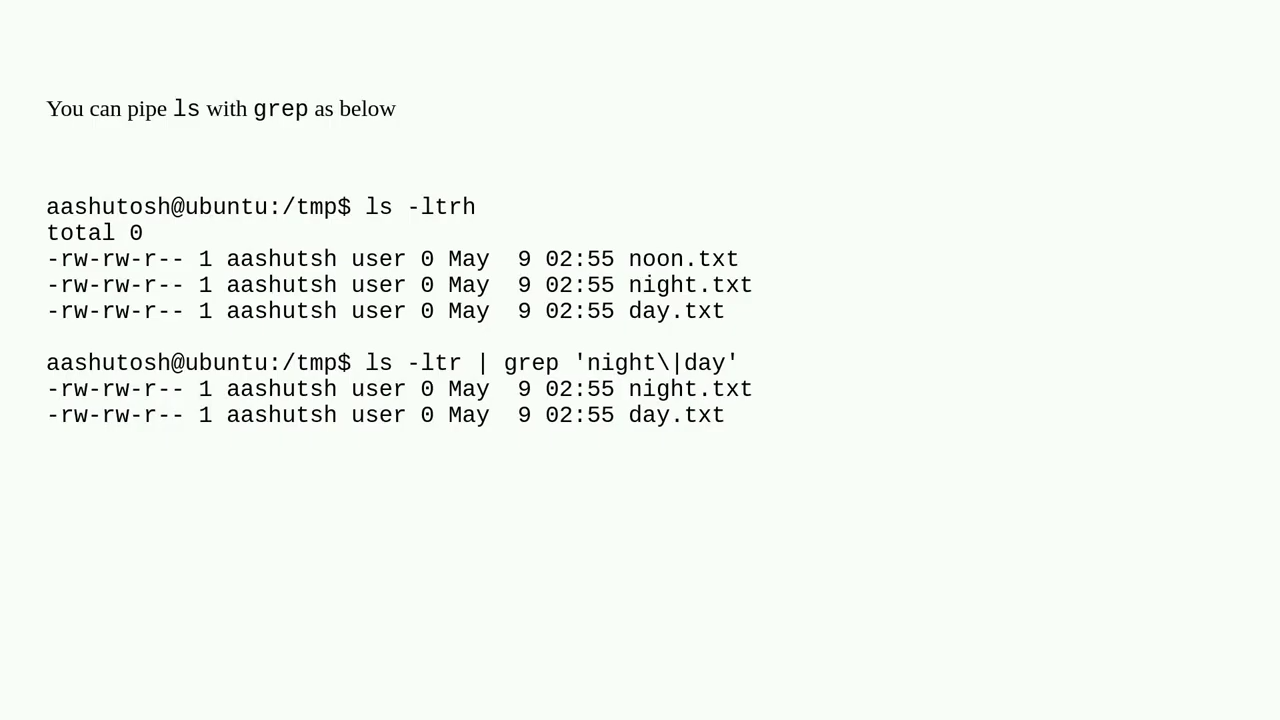 You can pipe ls with grep as below
aashutosh@ubuntu:/tmp$ ls -ltrh
total 0
-rw-rw-r-- 1 aashutsh user 0 May  9 02:55 noon.txt
-rw-rw-r-- 1 aashutsh user 0 May  9 02:55 night.txt
-rw-rw-r-- 1 aashutsh user 0 May  9 02:55 day.txt
aashutosh@ubuntu:/tmp$ ls -ltr | grep 'night\|day'
-rw-rw-r-- 1 aashutsh user 0 May  9 02:55 night.txt
-rw-rw-r-- 1 aashutsh user 0 May  9 02:55 day.txt